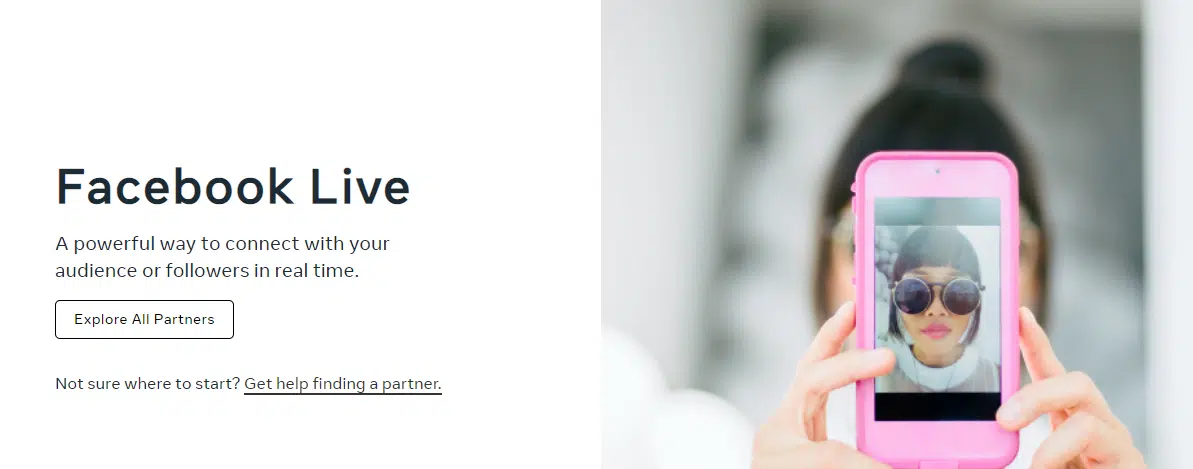 Facebook Live
A powerful way to connect with your
audience or followers in real time.
Explore All Partners
Not sure where to start? Get help finding a partner.